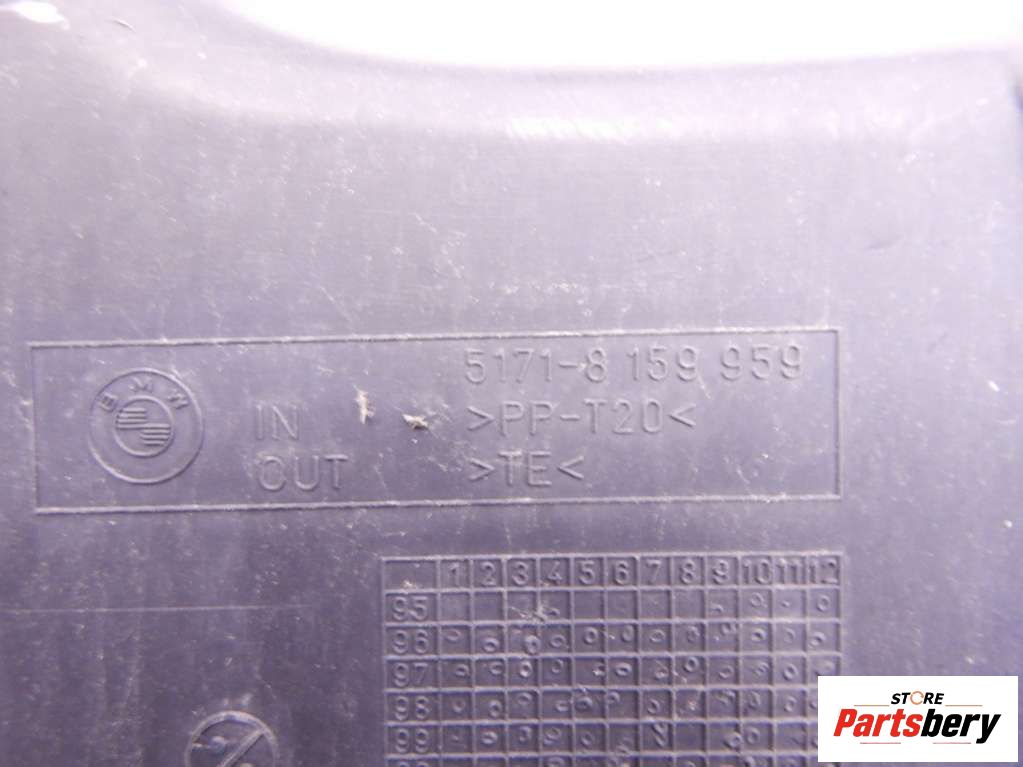 BMW
5171-8 159 959
IN >PP-T20<
OUT >TE<
1 2 3 4 5 6 7 8 9 10 11 12
95
96
97
98
99
STORE
Partsbery